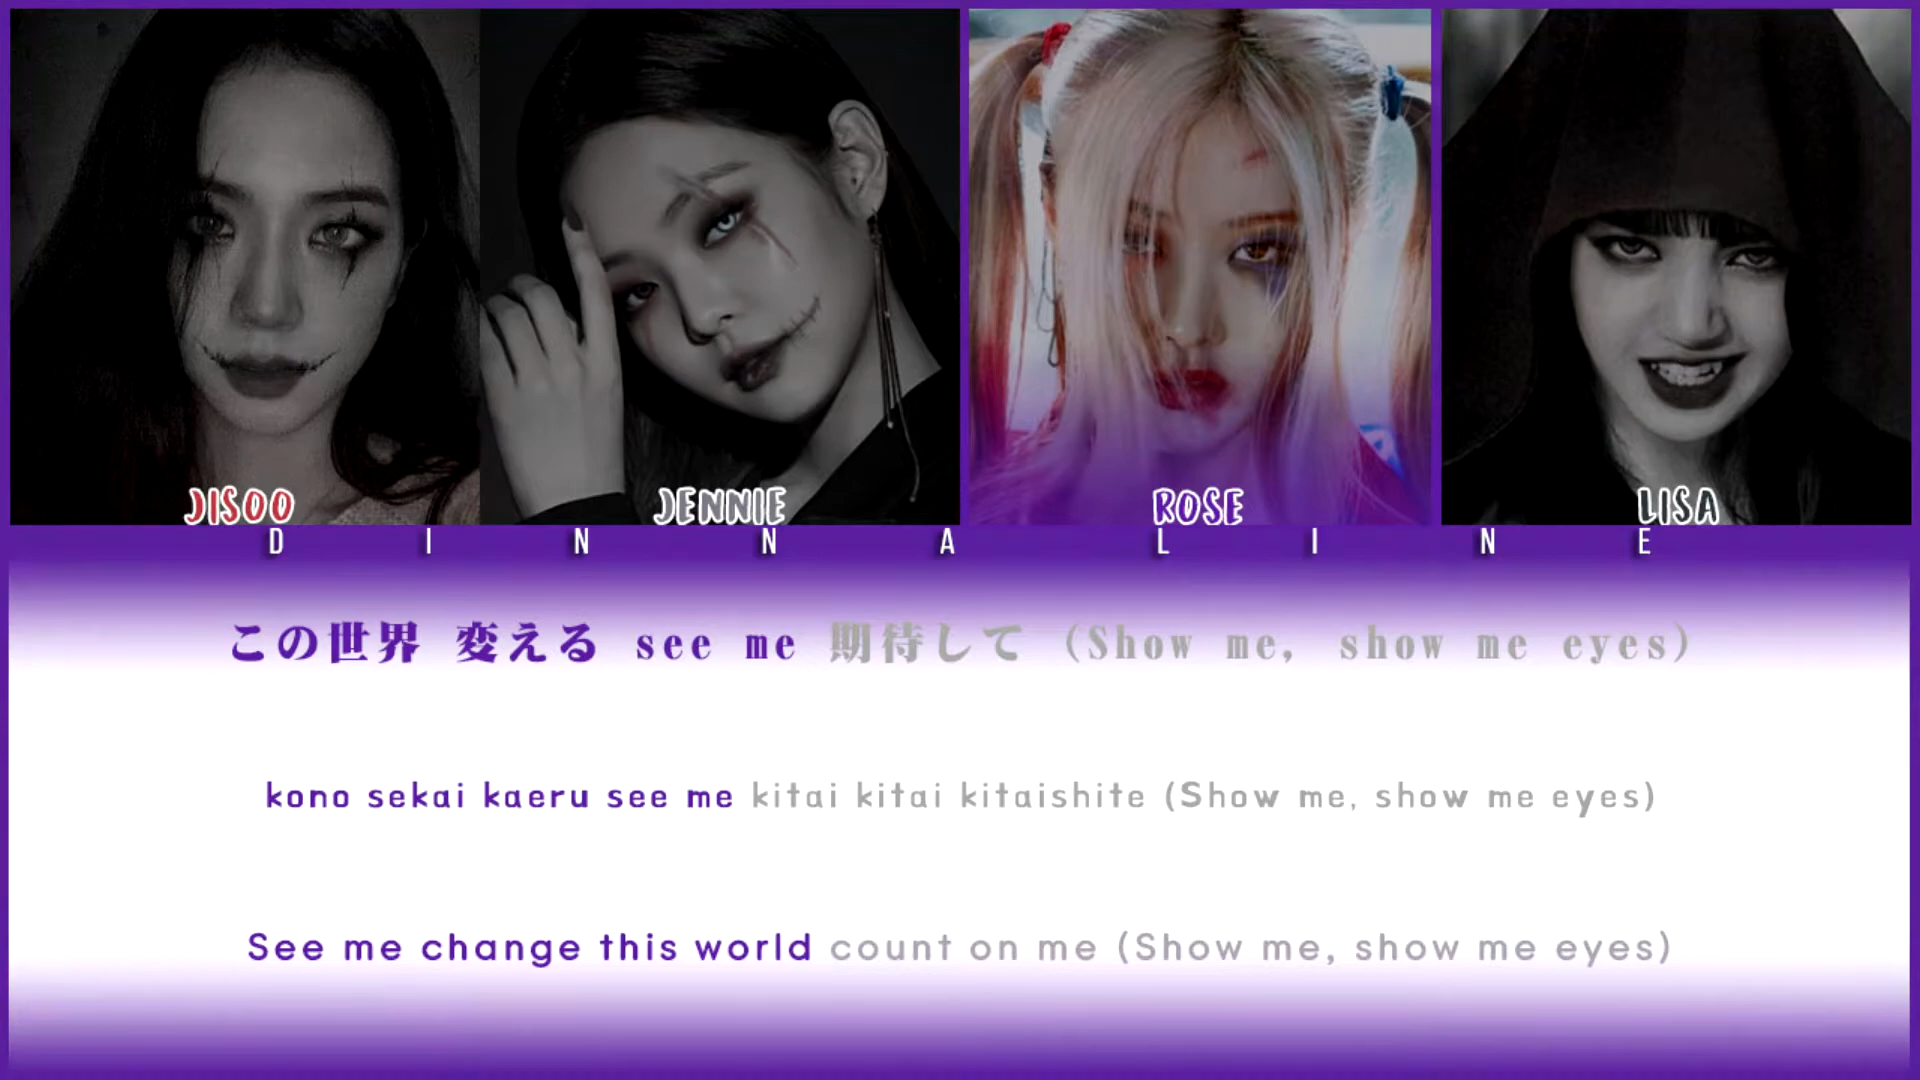 JISOO JENNIE ROSE LISA
DINNA LINE
この世界 変える see me 期待して (Show me, show me eyes)
kono sekai kaeru see me kitai kitai kitaishite (Show me, show me eyes)
See me change this world count on me (Show me, show me eyes)